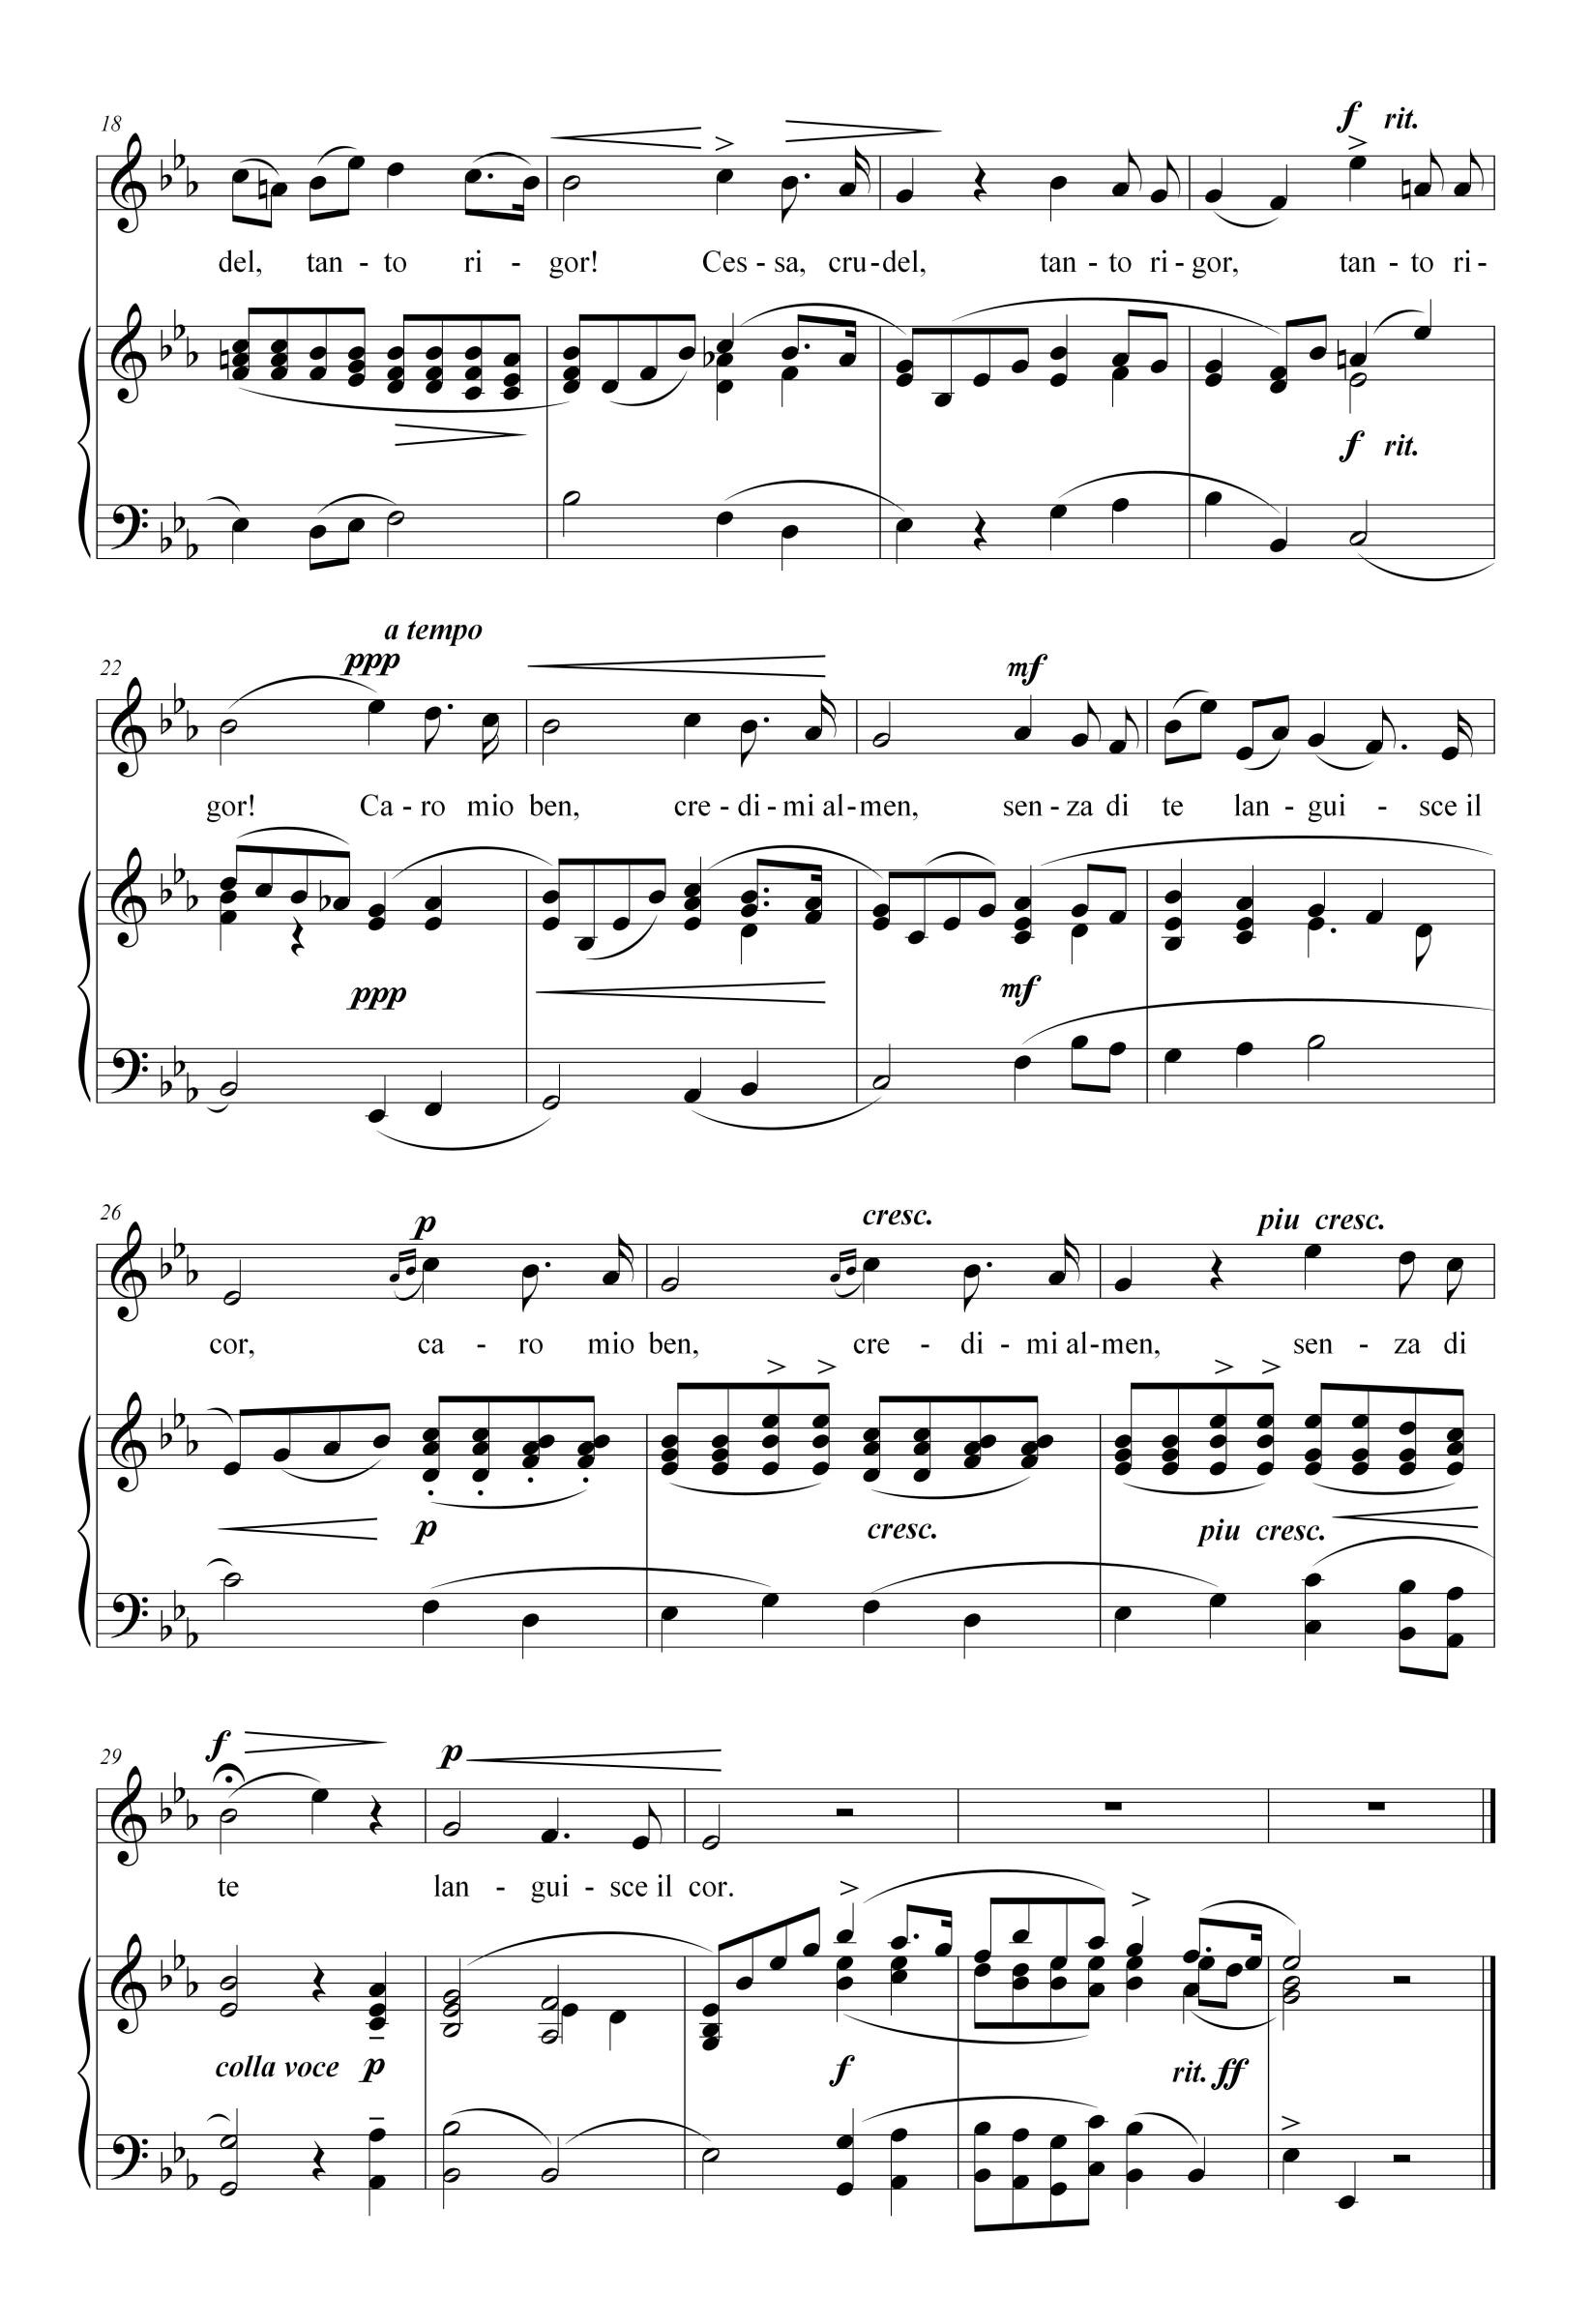 18
f rit.
del, tan - to ri - gor! Ces - sa, cru - del, tan - to ri - gor, tan - to ri -
f rit.
22
a tempo
ppp mf
gor! Ca - ro mio ben, cre - di - mi al - men, sen - za di te lan - gui - sce il
ppp mf
26
p cresc. piu cresc.
cor, ca - ro mio ben, cre - di - mi al - men, sen - za di
p cresc. piu cresc.
29
f p
te lan - gui - sce il cor.
colla voce p f rit. ff